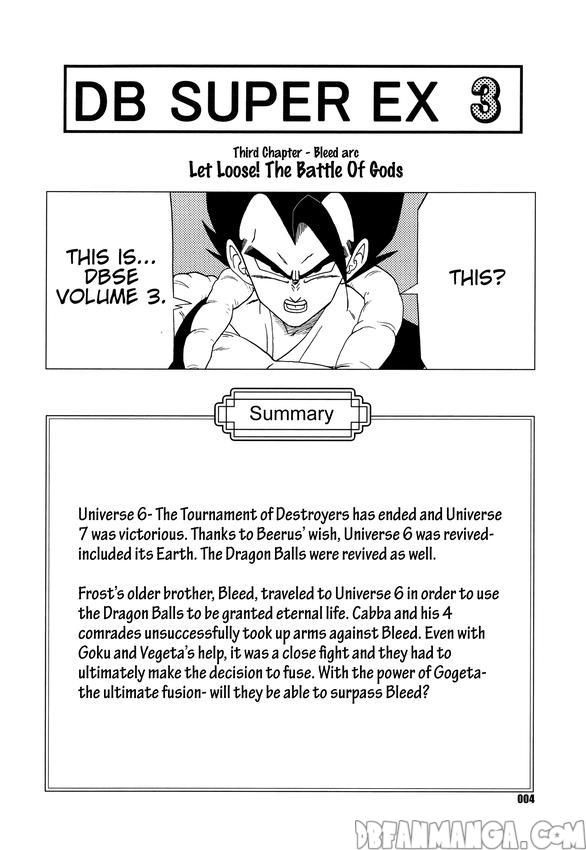 DB SUPER EX 3
Third Chapter - Bleed arc
Let Loose! The Battle Of Gods
THIS?
THIS IS...
DBSE
VOLUME 3.
Summary
Universe 6- The Tournament of Destroyers has ended and Universe
7 was victorious. Thanks to Beerus’ wish, Universe 6 was revived-
included its Earth. The Dragon Balls were revived as well.
Frost’s older brother, Bleed, traveled to Universe 6 in order to use
the Dragon Balls to be granted eternal life. Cabba and his 4
comrades unsuccessfully took up arms against Bleed. Even with
Goku and Vegeta’s help, it was a close fight and they had to
ultimately make the decision to fuse. With the power of Gogeta-
the ultimate fusion- will they be able to surpass Bleed?
004
DBFANMANGA.COM